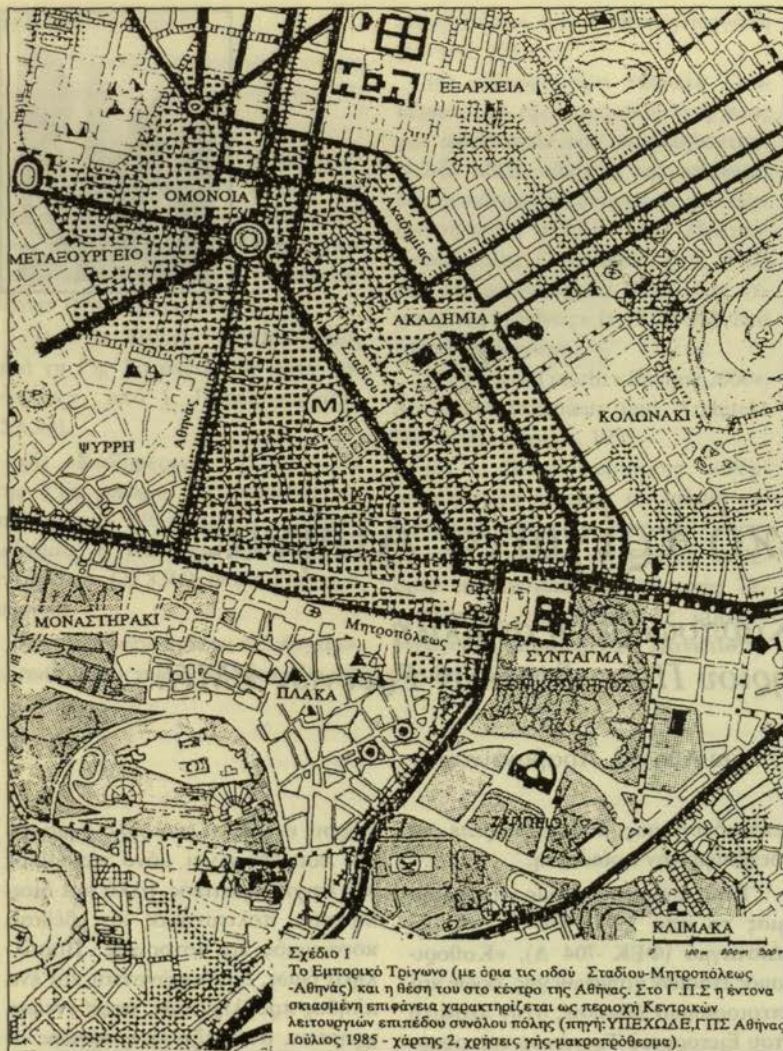 ΕΞΑΡΧΕΙΑ
ΟΜΟΝΟΙΑ
Ακαδημίας
ΜΕΤΑΞΟΥΡΓΕΙΟ
ΑΚΑΔΗΜΙΑ
Σταδίου
Μ
ΚΟΛΩΝΑΚΙ
Αθηνάς
ΨΥΡΡΗ
ΜΟΝΑΣΤΗΡΑΚΙ
Μητροπόλεως
ΣΥΝΤΑΓΜΑ
ΠΛΑΚΑ
ΖΑΠΠΕΙΟ
ΚΛΙΜΑΚΑ
0
Σχέδιο 1
Το Εμπορικό Τρίγωνο (με όρια τις οδού Σταδίου-Μητροπόλεως
-Αθηνάς) και η θέση του στο κέντρο της Αθήνας. Στο Γ.Π.Σ η έντονα
σκιασμένη επιφάνεια χαρακτηρίζεται ως περιοχή Κεντρικών
λειτουργιών επιπέδου συνόλου πόλης (πηγή:ΥΠΕΧΩΔΕ,ΓΠΣ Αθήνας
Ιούλιος 1985 - χάρτης 2, χρήσεις γής-μακροπρόθεσμα).